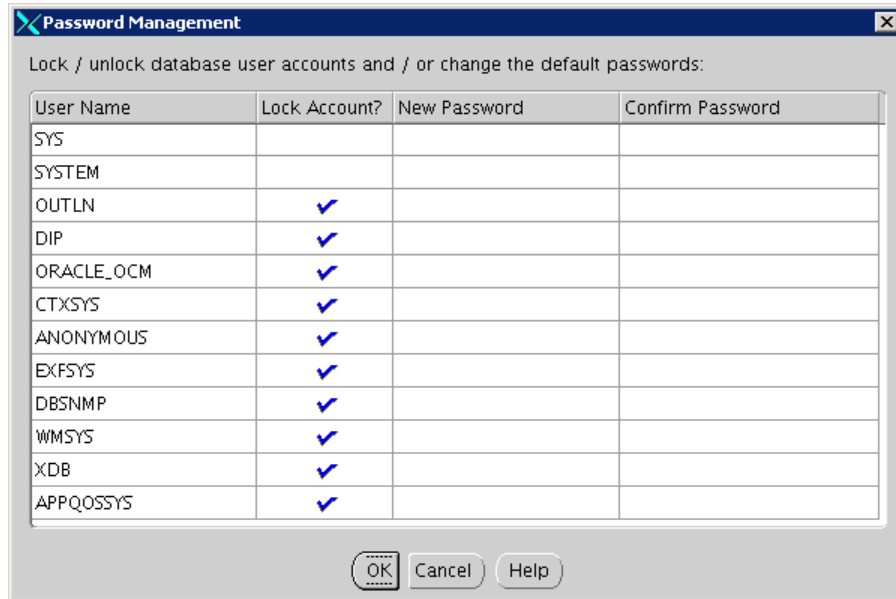 Password Management
Lock / unlock database user accounts and / or change the default passwords:
User Name Lock Account? New Password Confirm Password
SYS
SYSTEM
OUTLN
DIP
ORACLE_OCM
CTXSYS
ANONYMOUS
EXFSYS
DBSNMP
WMSYS
XDB
APPQOSSYS
OK Cancel Help